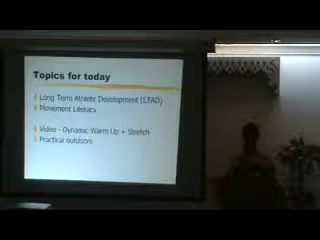 Topics for today
Long Term Athlete Development (LTAD)
Movement Literacy
Video - Dynamic Warm Up + Stretch
Practical outdoors